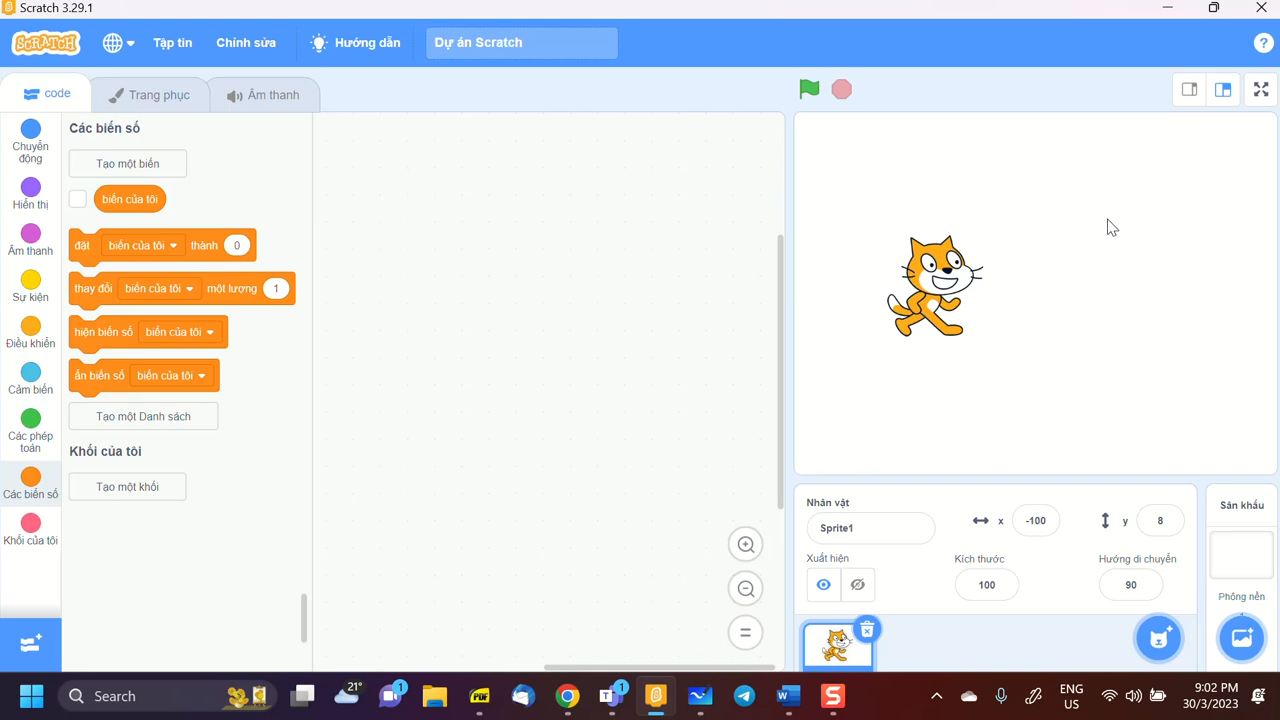 Scratch 3.29.1
SCRATCH
Tập tin
Chỉnh sửa
Hướng dẫn
Dự án Scratch
?
code
Trang phục
Âm thanh
Các biến số
Tạo một biến
biến của tôi
đặt biến của tôi thành 0
thay đổi biến của tôi một lượng 1
hiện biến số biến của tôi
ẩn biến số biến của tôi
Tạo một Danh sách
Khối của tôi
Tạo một khối
Chuyển
động
Hiển thị
Âm thanh
Sự kiện
Điều khiển
Cảm biến
Các phép
toán
Các biến số
Khối của tôi
Nhân vật
Sprite1
x -100
y 8
Xuất hiện
Kích thước
100
Hướng di chuyển
90
Sân khấu
Phông nền
Search
21°
1
PDF
1
W
S
ENG
US
9:02 PM
30/3/2023